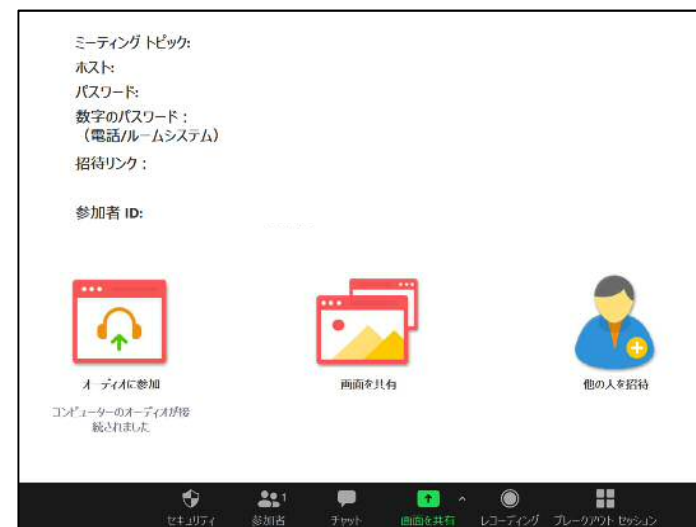 ミーティング トピック:
ホスト:
パスワード:
数字のパスワード：
（電話/ルームシステム）
招待リンク：
参加者 ID:
オーディオに参加
画面を共有
他の人を招待
コンピューターのオーディオが接
続されました
1
セキュリティ
参加者
チャット
画面を共有
レコーディング
ブレークアウト セッション